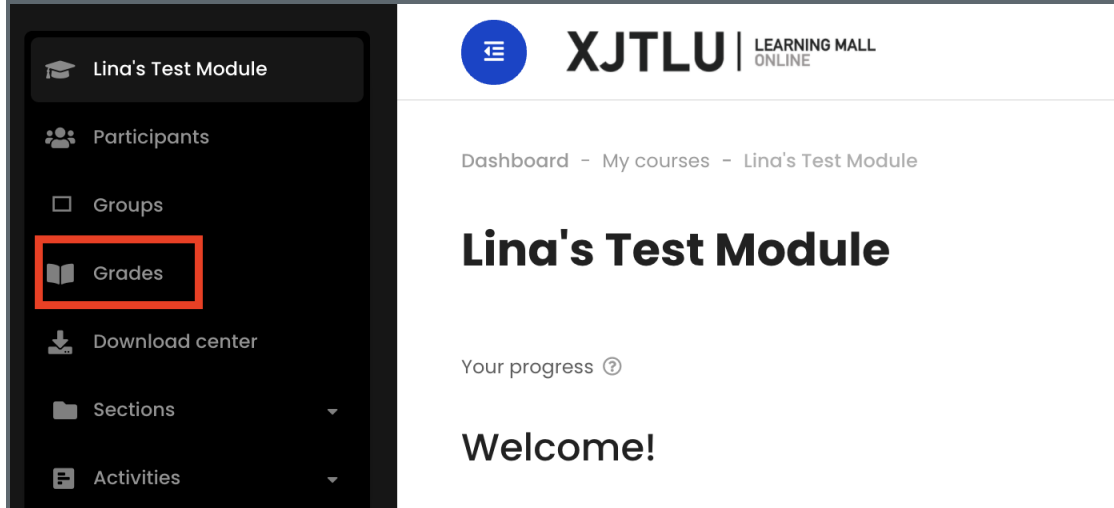 Lina's Test Module
Participants
Groups
Grades
Download center
Sections
Activities
XJTLU | LEARNING MALL
ONLINE
Dashboard - My courses - Lina's Test Module
Lina's Test Module
Your progress ?
Welcome!